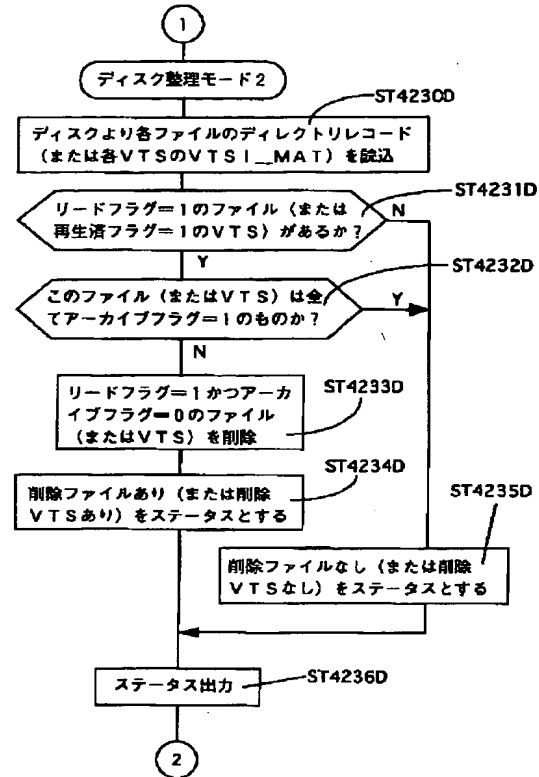 1
ディスク整理モード2
ST4230D
ディスクより各ファイルのディレクトリレコード
（または各VTSのVTSI_MAT）を読込
ST4231D
リードフラグ＝1のファイル（または
再生済フラグ＝1のVTS）があるか？
N
Y
ST4232D
このファイル（またはVTS）は全
てアーカイブフラグ＝1のものか？
Y
N
リードフラグ＝1かつアーカ
イブフラグ＝0のファイル
（またはVTS）を削除
ST4233D
ST4234D
削除ファイルあり（または削除
VTSあり）をステータスとする
ST4235D
削除ファイルなし（または削除
VTSなし）をステータスとする
ステータス出力
ST4236D
2